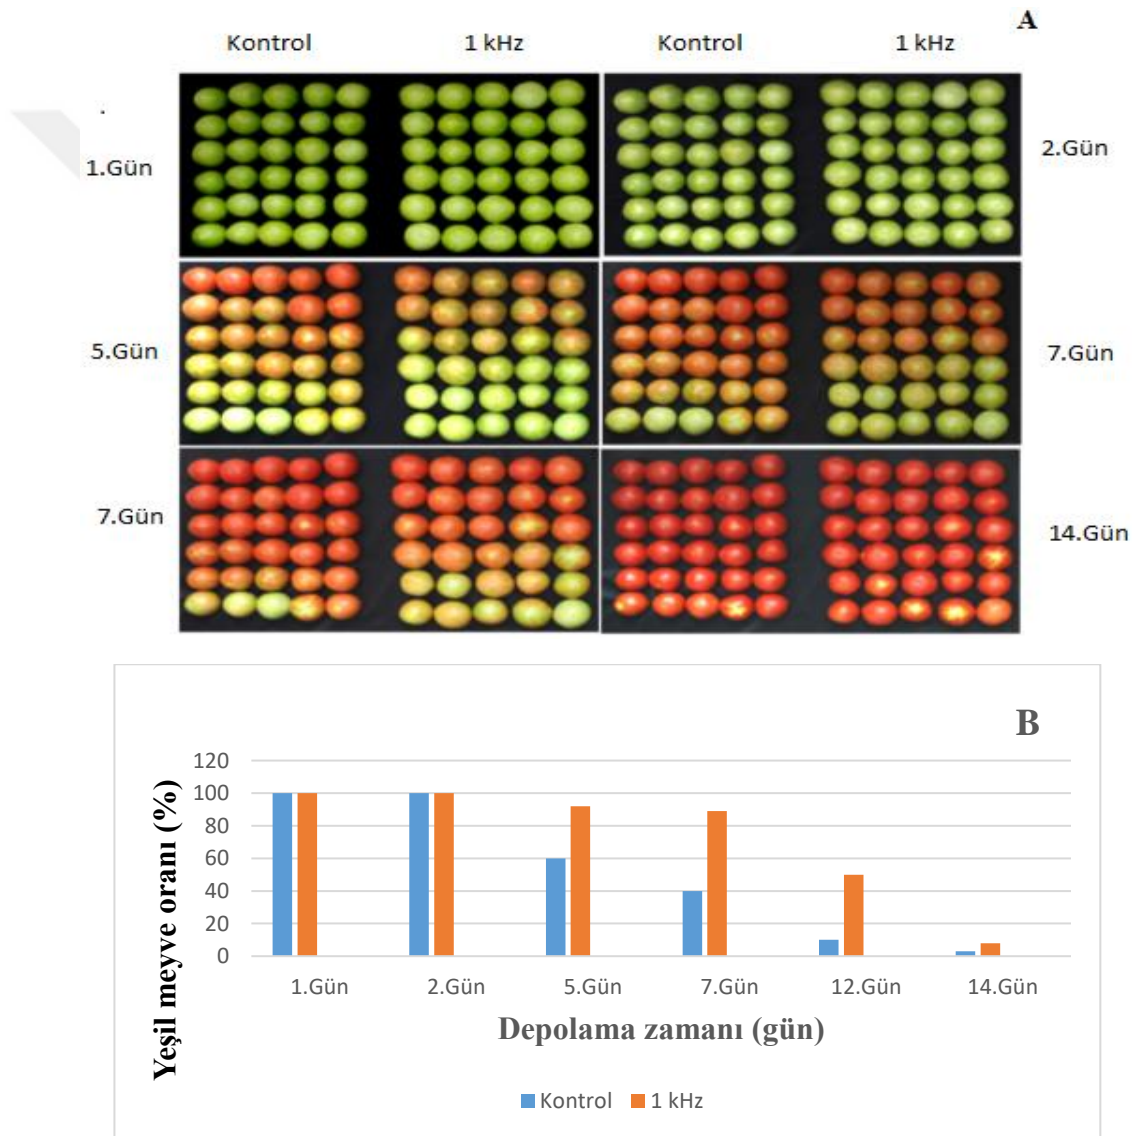 A
Kontrol 1 kHz Kontrol 1 kHz
1.Gün
2.Gün
5.Gün
7.Gün
7.Gün
14.Gün
B
Yeşil meyve oranı (%)
120
100
80
60
40
20
0
1.Gün 2.Gün 5.Gün 7.Gün 12.Gün 14.Gün
Depolama zamanı (gün)
Kontrol 1 kHz